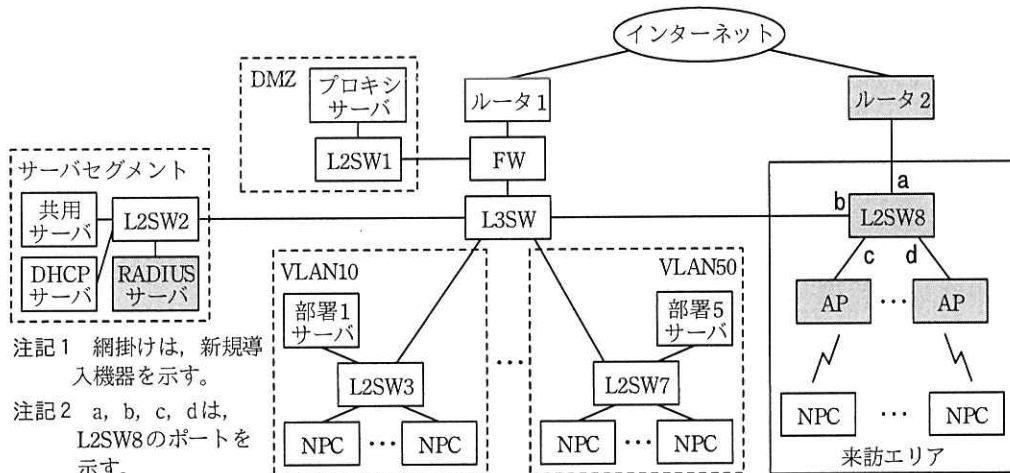 インターネット
DMZ
プロキシ
サーバ
ルータ1
ルータ2
L2SW1
FW
サーバセグメント
共用
サーバ
L2SW2
L3SW
a
b
L2SW8
c
d
DHCP
サーバ
RADIUS
サーバ
VLAN10
VLAN50
AP
…
AP
部署1
サーバ
部署5
サーバ
注記1 網掛けは，新規導
入機器を示す。
…
L2SW3
L2SW7
注記2 a，b，c，dは，
L2SW8のポートを
示す。
NPC
…
NPC
NPC
…
NPC
NPC
…
NPC
来訪エリア